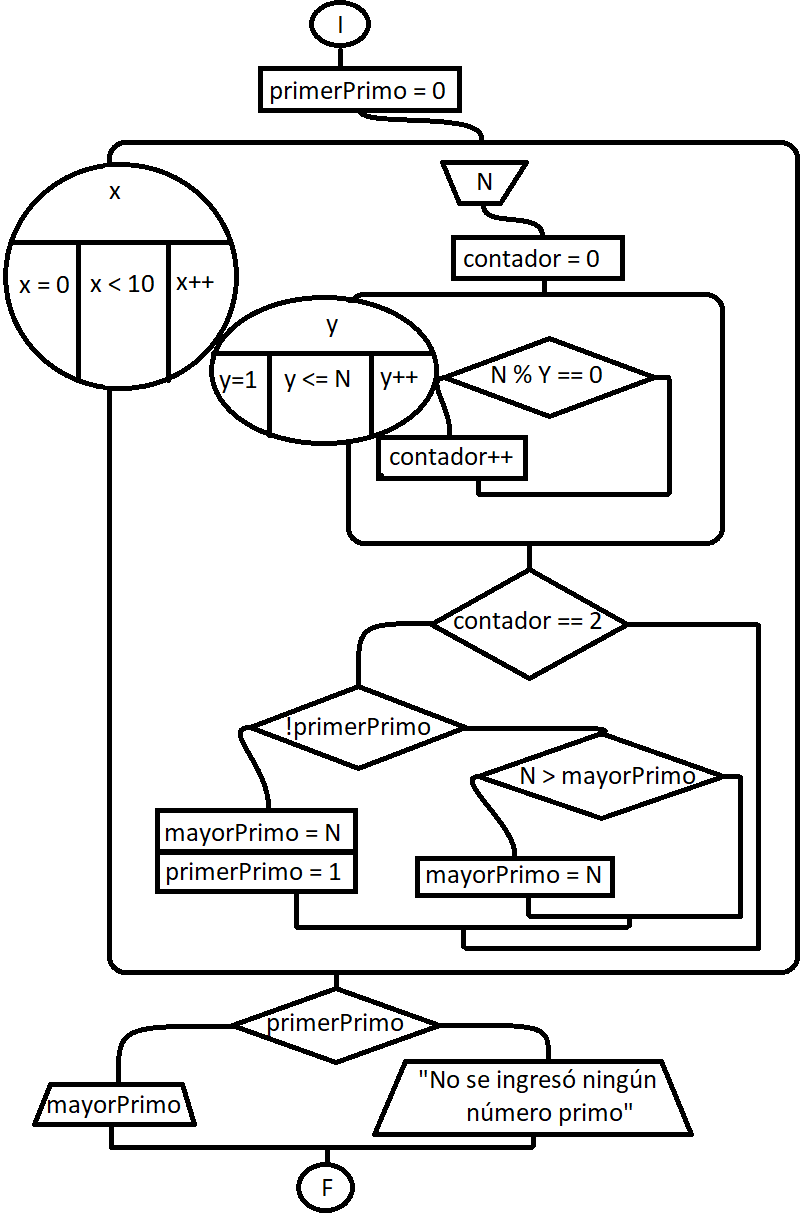 I
primerPrimo = 0
N
x
x = 0
x < 10
x++
contador = 0
y
y=1
y <= N
y++
N % Y == 0
contador++
contador == 2
!primerPrimo
N > mayorPrimo
mayorPrimo = N
primerPrimo = 1
mayorPrimo = N
primerPrimo
mayorPrimo
"No se ingresó ningún
número primo"
F